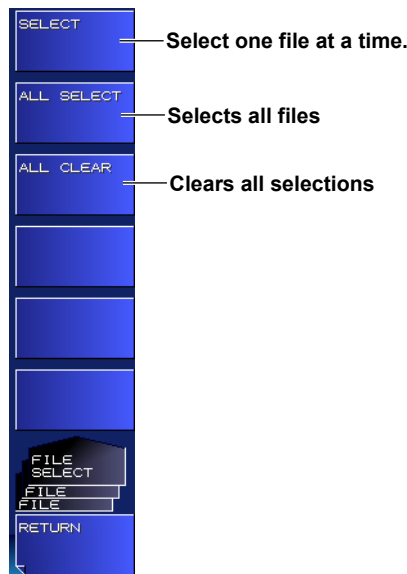 SELECT
Select one file at a time.
ALL SELECT
Selects all files
ALL CLEAR
Clears all selections
FILE
SELECT
FILE
FILE
RETURN